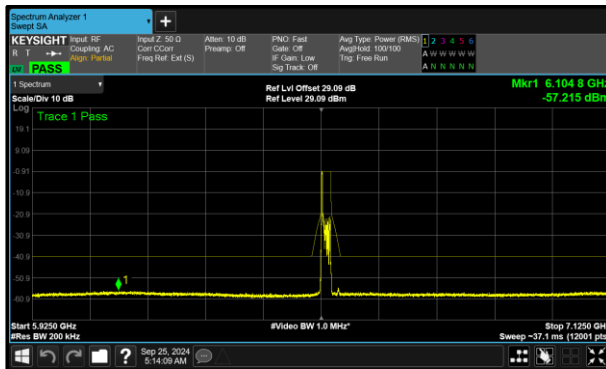 Spectrum Analyzer 1
Swept SA
KEYSIGHT
R T
LXI
PASS
Input: RF
Coupling: AC
Align: Partial
Input Z: 50 Ω
Corr CCorr
Freq Ref: Ext (S)
Atten: 10 dB
Preamp: Off
PNO: Fast
Gate: Off
IF Gain: Low
Sig Track: Off
Avg Type: Power (RMS)
Avg|Hold: 100/100
Trig: Free Run
1 2 3 4 5 6
A W W W W W
A N N N N N
1 Spectrum
Scale/Div 10 dB
Ref Lvl Offset 29.09 dB
Ref Level 29.09 dBm
Mkr1 6.104 8 GHz
-57.215 dBm
Log
Trace 1 Pass
19.1
9.09
-0.91
-10.9
-20.9
-30.9
-40.9
-50.9
-60.9
1
Start 5.9250 GHz
#Res BW 200 kHz
#Video BW 1.0 MHz*
Stop 7.1250 GHz
Sweep ~37.1 ms (12001 pts)
?
Sep 25, 2024
5:14:09 AM